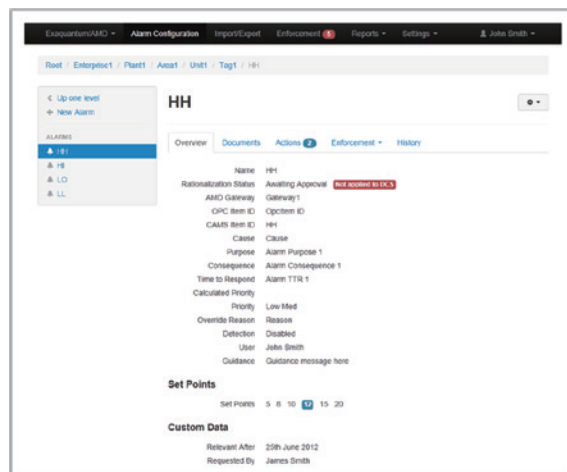 Exaquantum/AMO Alarm Configuration Import/Export Enforcement 5 Reports Settings John Smith
Root / Enterprise1 / Plant1 / Area1 / Unit1 / Tag1 / HH
Up one level
New Alarm
ALARMS
HH
HI
LO
LL
HH
Overview Documents Actions 2 Enforcement History
Name HH
Rationalization Status Awaiting Approval Not applied to DCS
AMO Gateway Gateway1
OPC Item ID OpcItem ID
CAMS Item ID HH
Cause Cause
Purpose Alarm Purpose 1
Consequence Alarm Consequence 1
Time to Respond Alarm TTR 1
Calculated Priority
Priority Low Med
Override Reason Reason
Detection Disabled
User John Smith
Guidance Guidance message here
Set Points
Set Points 5 8 10 12 15 20
Custom Data
Relevant After 25th June 2012
Requested By James Smith